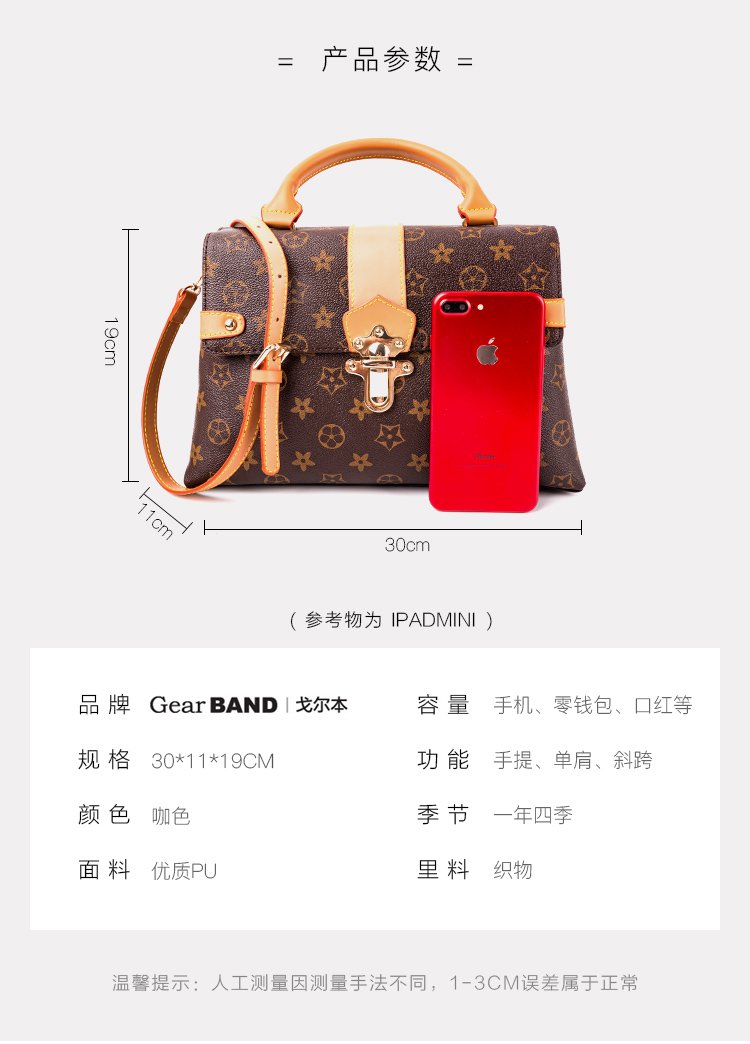 = 产品参数 =
19cm
11cm
30cm
( 参考物为 IPADMINI )
品牌 Gear BAND | 戈尔本
容量 手机、零钱包、口红等
规格 30*11*19CM
功能 手提、单肩、斜跨
颜色 咖色
季节 一年四季
面料 优质PU
里料 织物
温馨提示：人工测量因测量手法不同，1-3CM误差属于正常